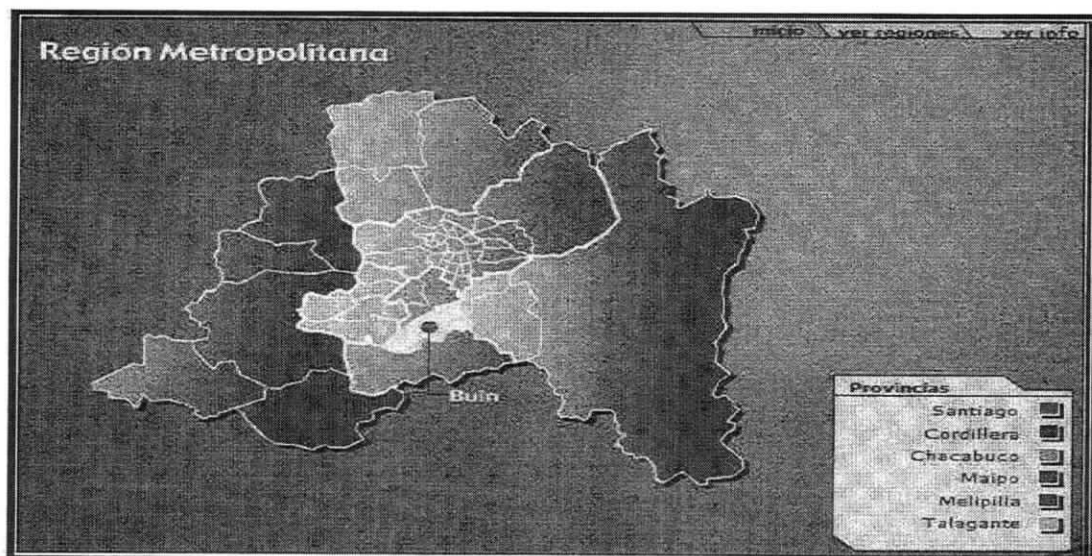 inicio ver regiones ver info
Región Metropolitana
Buin
Provincias
Santiago
Cordillera
Chacabuco
Maipo
Melipilla
Talagante